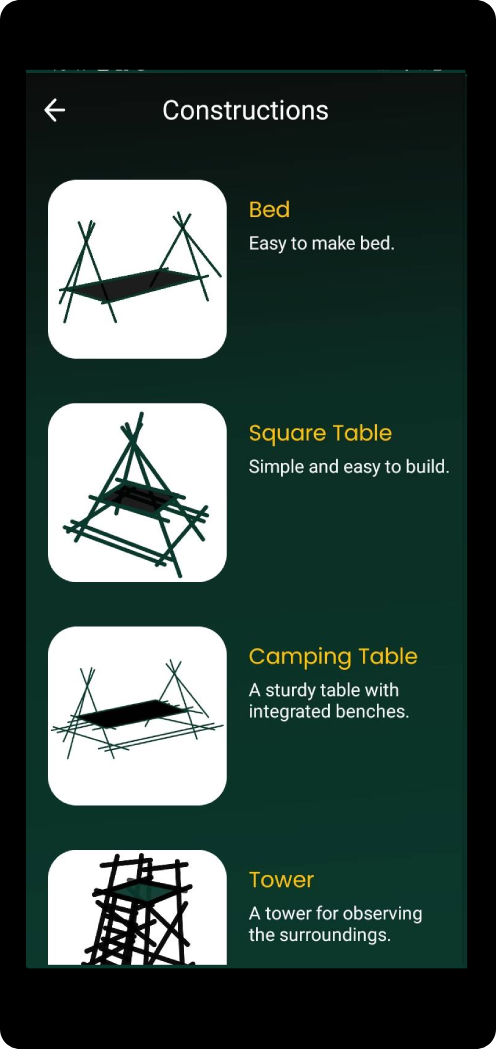 Constructions
Bed
Easy to make bed.
Square Table
Simple and easy to build.
Camping Table
A sturdy table with
integrated benches.
Tower
A tower for observing
the surroundings.